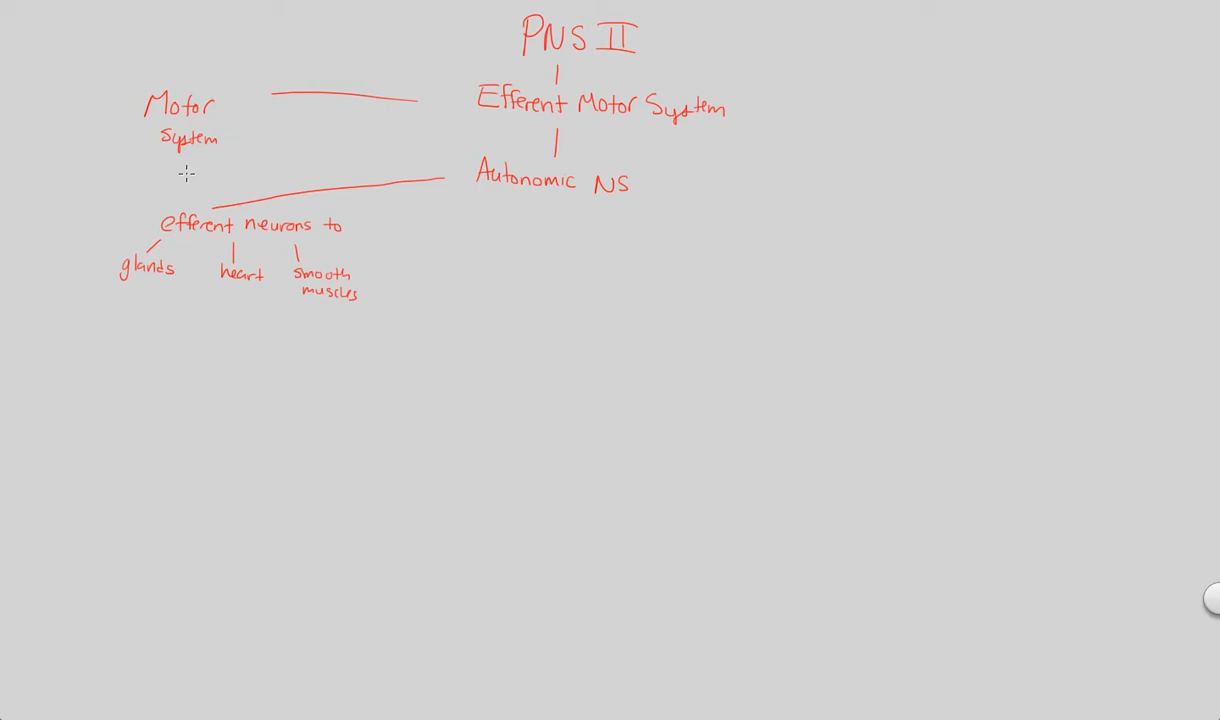 PNS II
Motor
System
Efferent Motor System
Autonomic NS
efferent neurons to
glands
heart
smooth
muscles